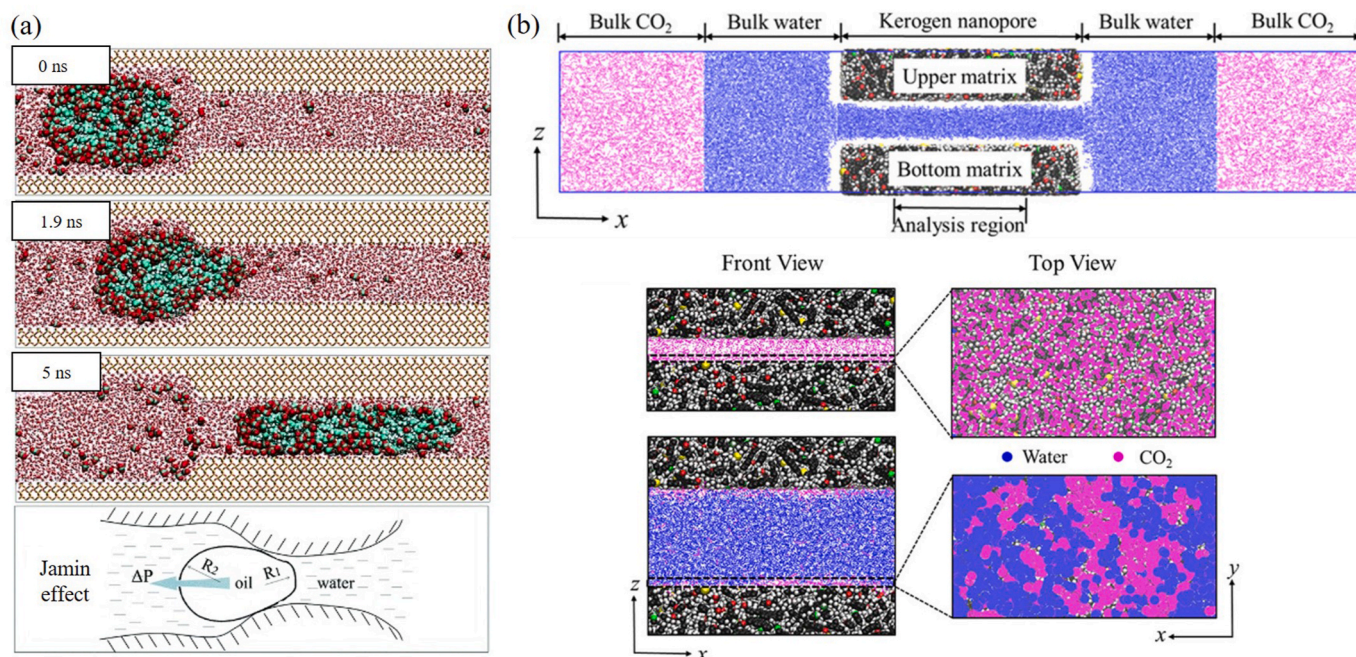 (a)
0 ns
1.9 ns
5 ns
Jamin
effect
ΔP
R2
oil
R1
water
(b)
Bulk CO₂
Bulk water
Kerogen nanopore
Bulk water
Bulk CO₂
Upper matrix
z
Bottom matrix
x
Analysis region
Front View
Top View
Water
CO₂
z
x
y
x